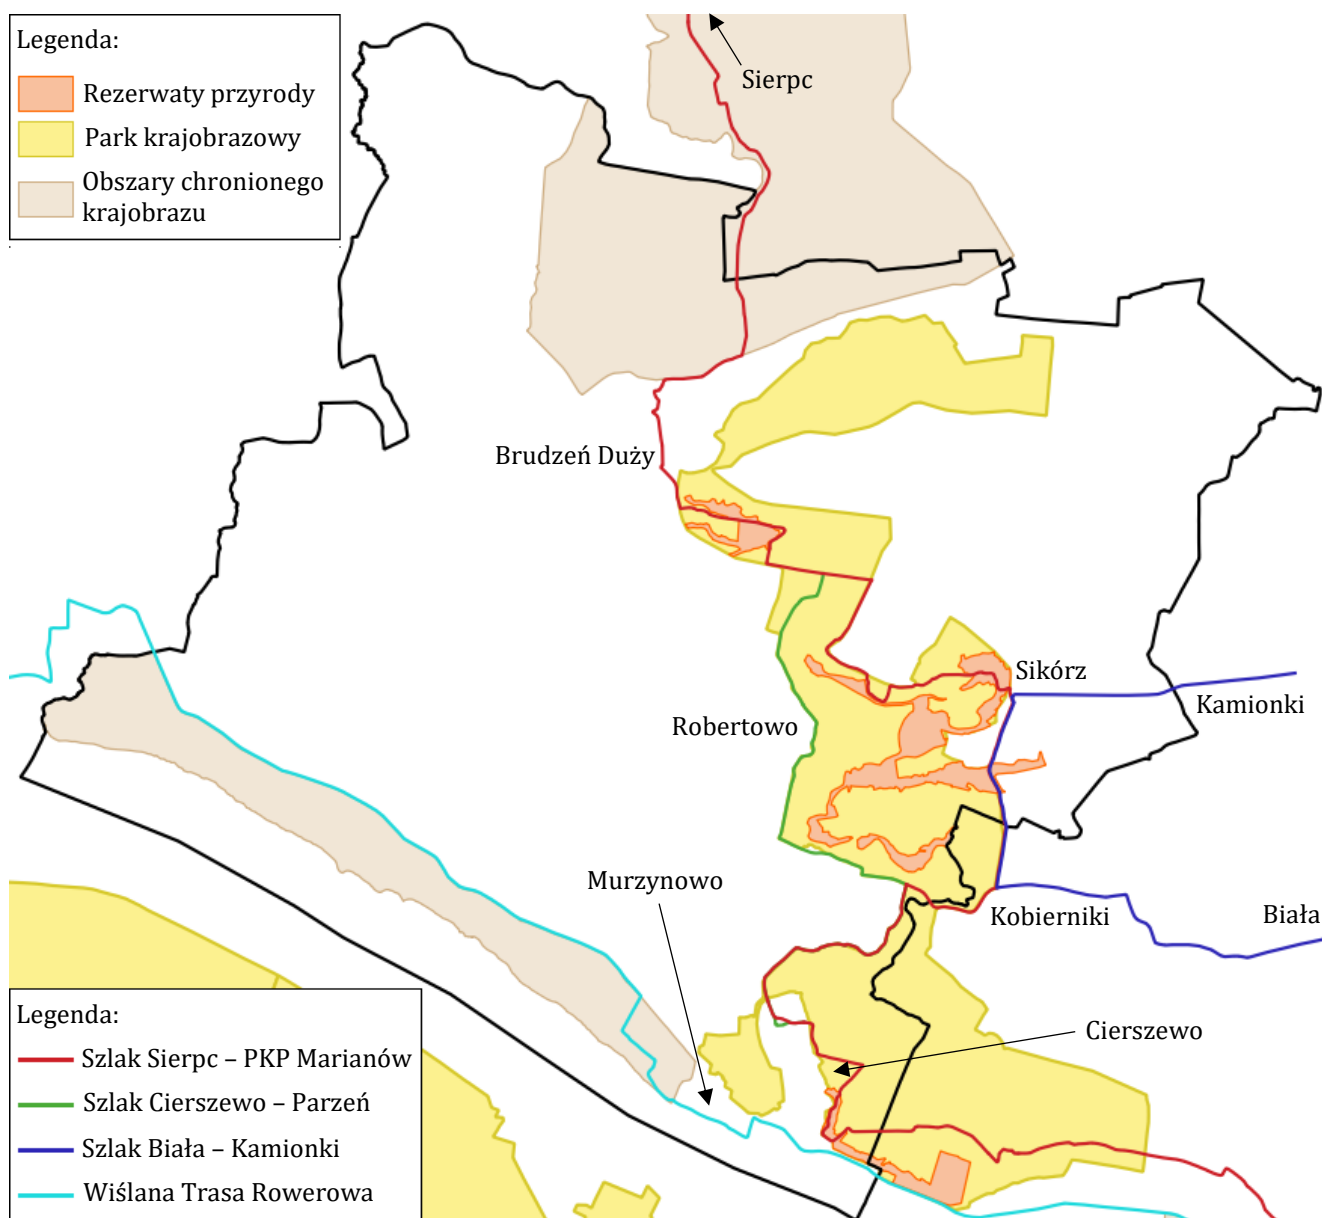 Legenda:
Rezerwaty przyrody
Park krajobrazowy
Obszary chronionego
krajobrazu
Sierpc
Brudzeń Duży
Sikórz
Kamionki
Robertowo
Murzynowo
Kobierniki
Biała
Cierszewo
Legenda:
Szlak Sierpc – PKP Marianów
Szlak Cierszewo – Parzeń
Szlak Biała – Kamionki
Wiślana Trasa Rowerowa